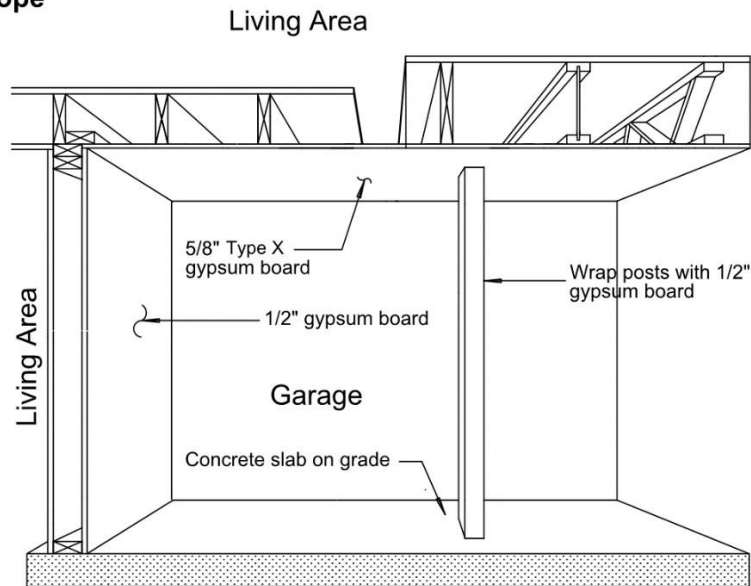 Living Area
5/8" Type X
gypsum board
Wrap posts with 1/2"
gypsum board
1/2" gypsum board
Living Area
Garage
Concrete slab on grade